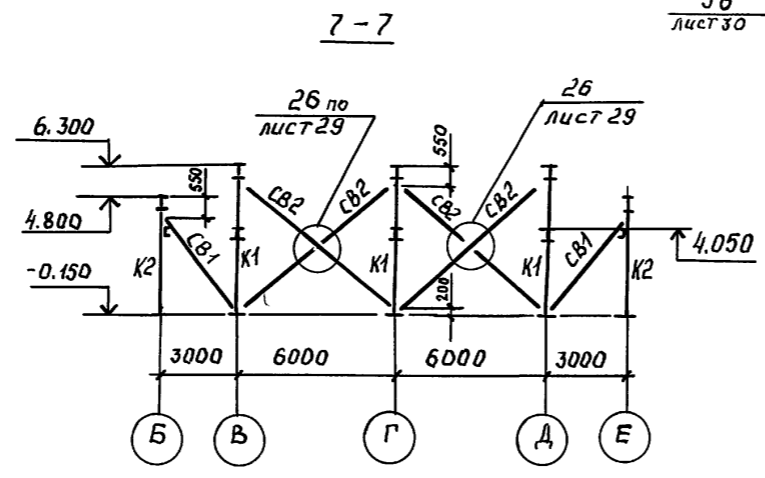 7-7
36
лист 30
26 по
лист 29
26
лист 29
6.300
550
550
4.800
СВ2
СВ2
СВ2
СВ2
-0.150
К2
СВ1
К1
К1
200
К1
СВ1
К2
4.050
3000
6000
6000
3000
Б
В
Г
Д
Е